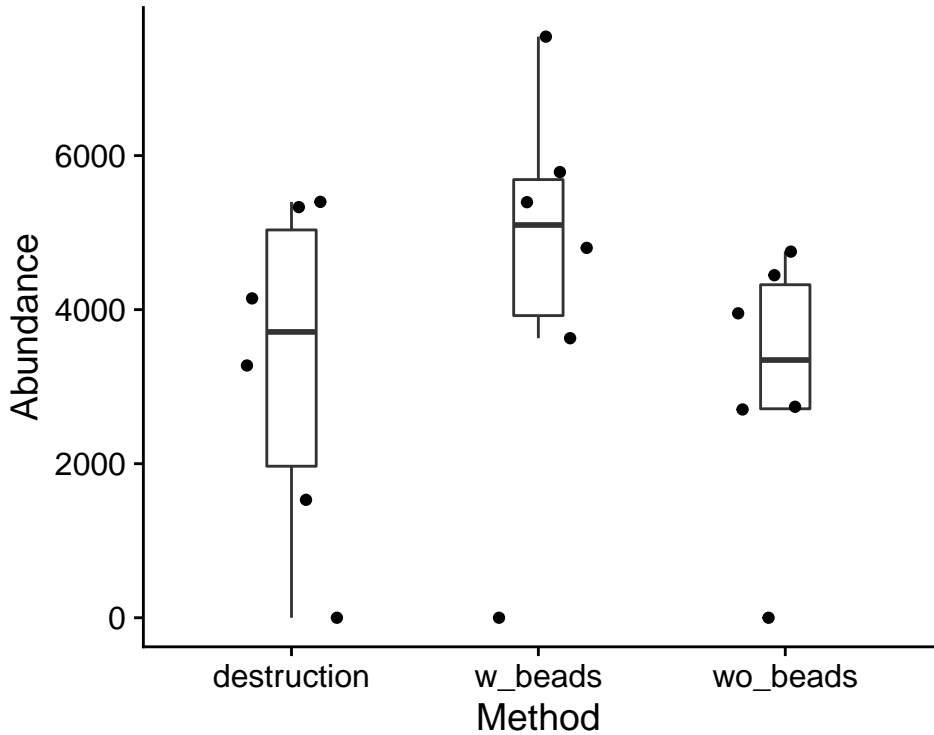 Abundance
6000
4000
2000
0
destruction
w_beads
wo_beads
Method